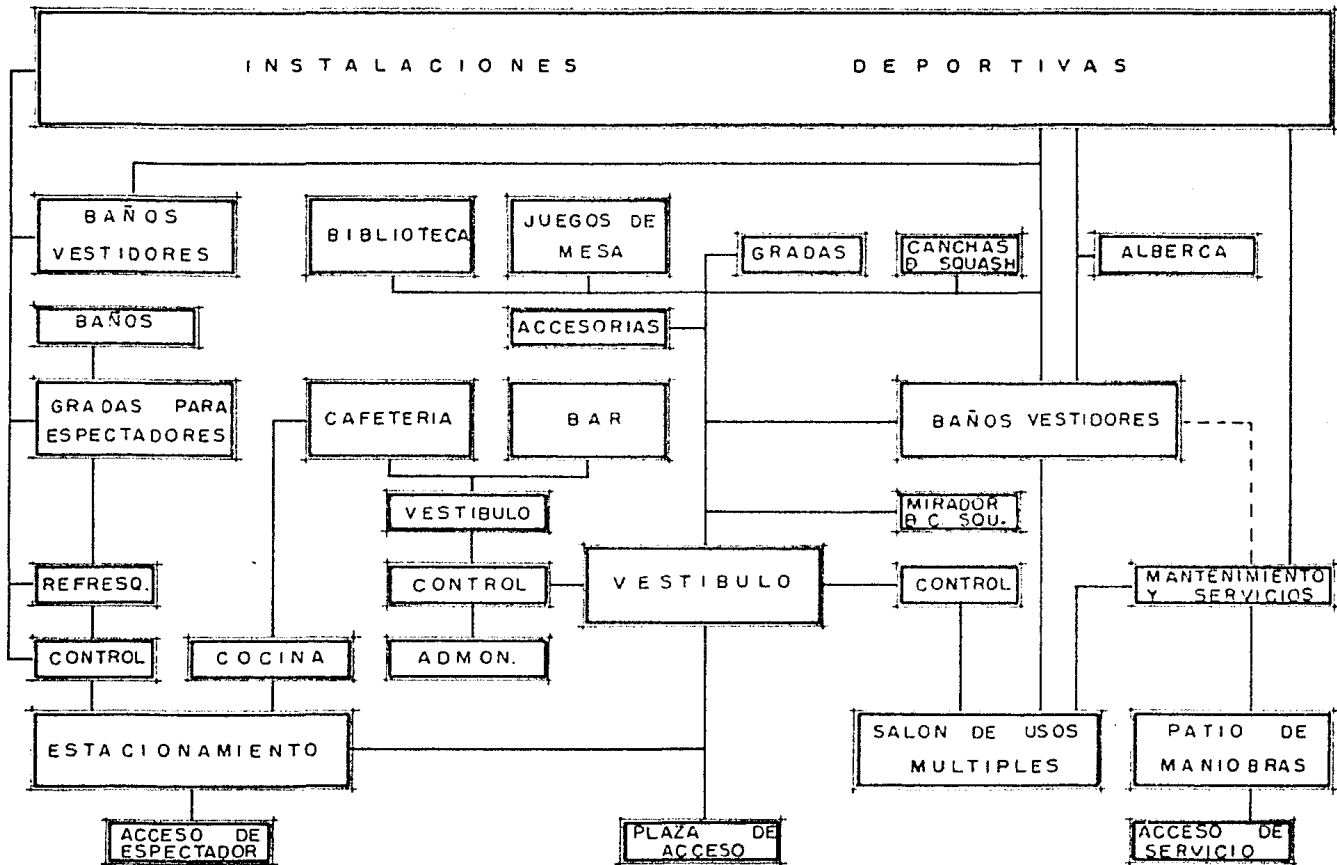 INSTALACIONES DEPORTIVAS
BAÑOS
VESTIDORES
BIBLIOTECA
JUEGOS DE
MESA
GRADAS
CANCHAS
D SQUASH
ALBERCA
BAÑOS
ACCESORIAS
GRADAS PARA
ESPECTADORES
CAFETERIA
BAR
BAÑOS VESTIDORES
VESTIBULO
MIRADOR
D C. SQU.
REFRESQ.
CONTROL
VESTIBULO
CONTROL
MANTENIMIENTO
Y SERVICIOS
CONTROL
COCINA
ADMON.
ESTACIONAMIENTO
SALON DE USOS
MULTIPLES
PATIO DE
MANIOBRAS
ACCESO DE
ESPECTADOR
PLAZA DE
ACCESO
ACCESO DE
SERVICIO